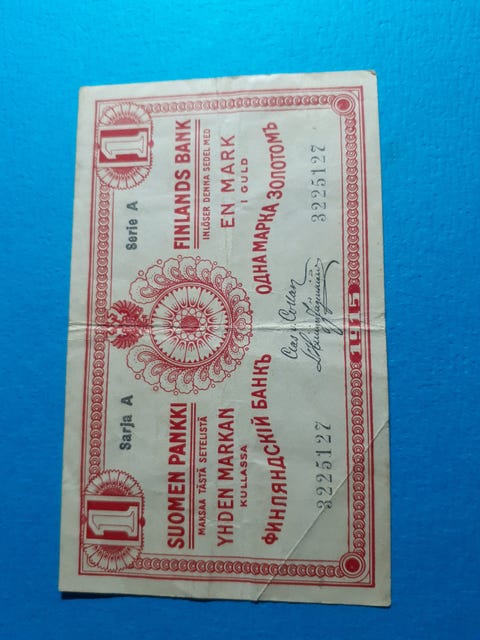 1 1
Sarja A Serie A
SUOMEN PANKKI FINLANDS BANK
MAKSAA TÄSTÄ SETELISTÄ INLÖSER DENNA SEDEL MED
YHDEN MARKAN EN MARK
KULLASSA I GULD
ФИНЛЯНДСКІЙ БАНКЪ ОДНА МАРКА ЗОЛОТОМЪ
3225127 3225127
1915